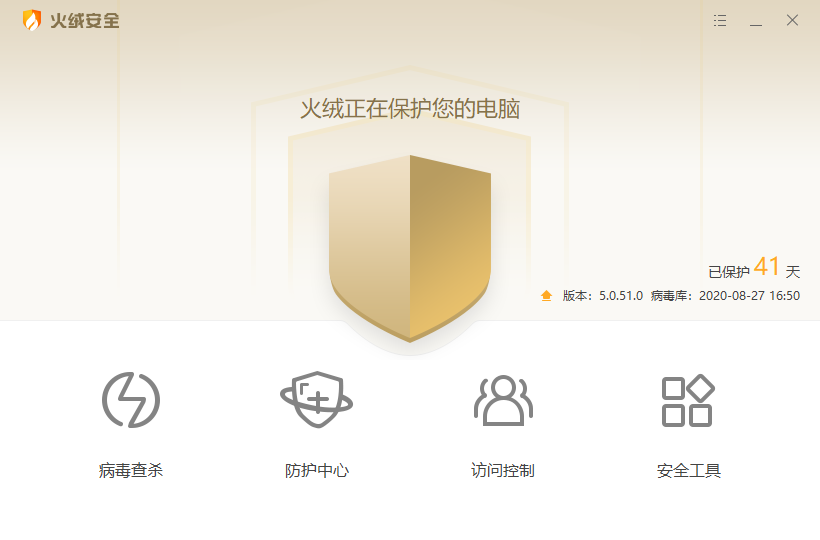 火绒安全
火绒正在保护您的电脑
已保护 41 天
版本：5.0.51.0 病毒库：2020-08-27 16:50
病毒查杀
防护中心
访问控制
安全工具